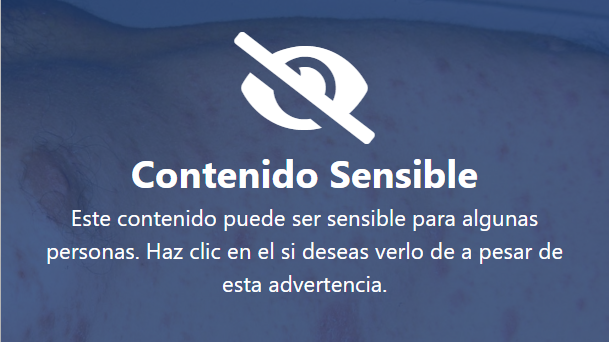 Contenido Sensible
Este contenido puede ser sensible para algunas
personas. Haz clic en el si deseas verlo de a pesar de
esta advertencia.